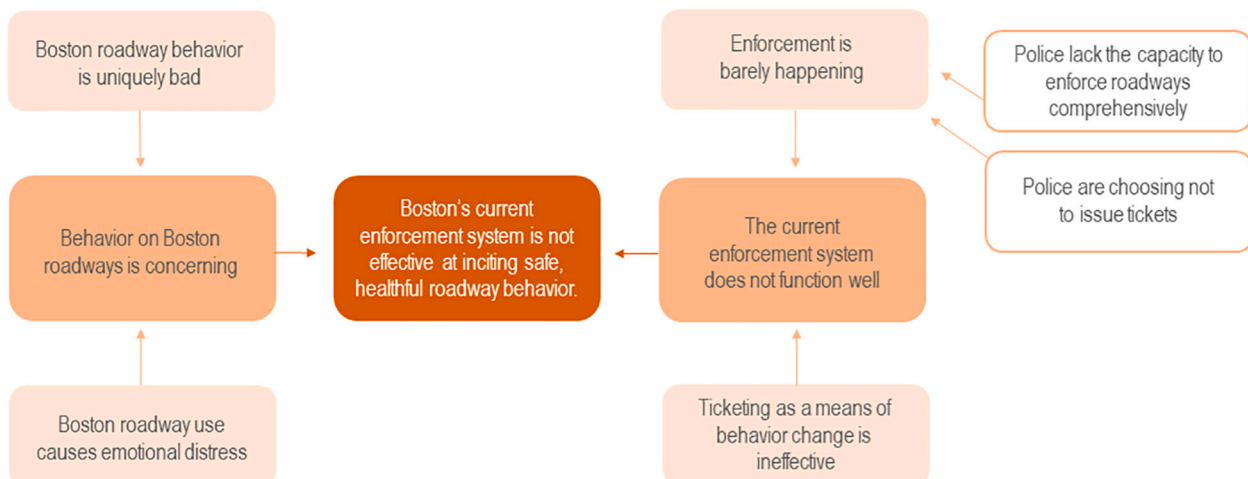 Boston roadway behavior
is uniquely bad
Enforcement is
barely happening
Police lack the capacity to
enforce roadways
comprehensively
Police are choosing not
to issue tickets
Behavior on Boston
roadways is concerning
Boston's current
enforcement system is not
effective at inciting safe,
healthful roadway behavior.
The current
enforcement system
does not function well
Boston roadway use
causes emotional distress
Ticketing as a means of
behavior change is
ineffective